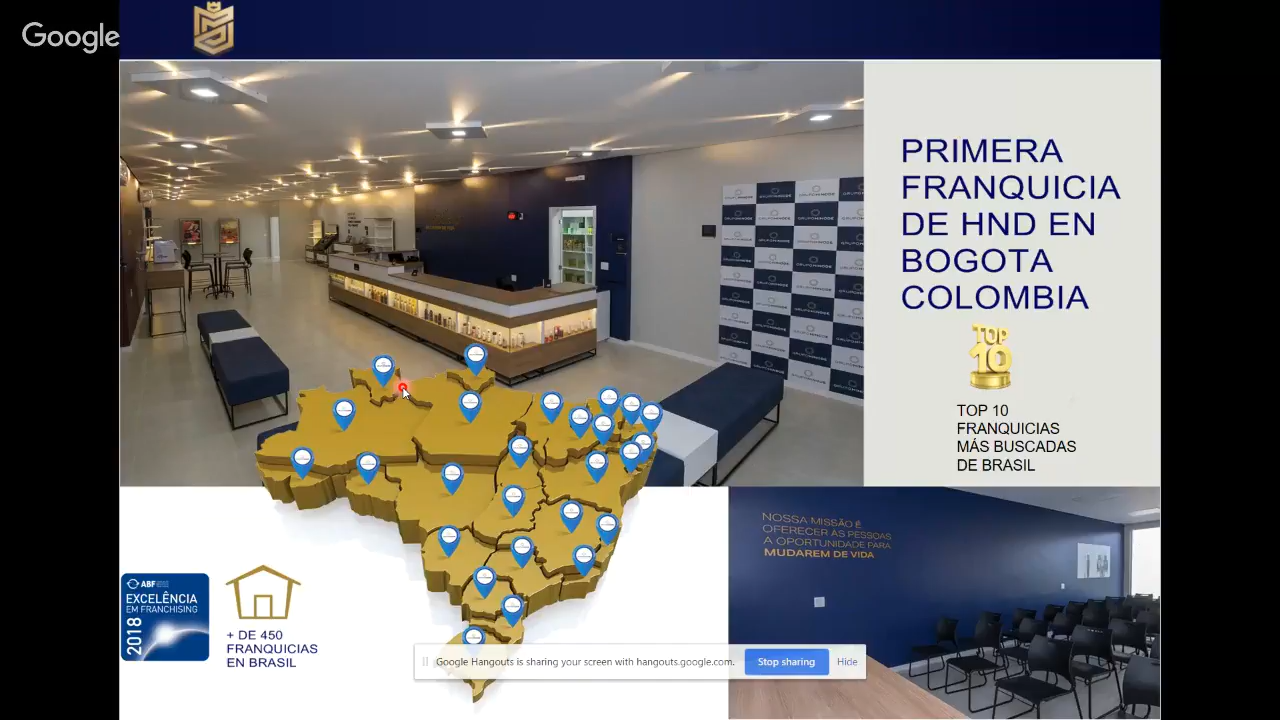 Google
PRIMERA
FRANQUICIA
DE HND EN
BOGOTA
COLOMBIA
TOP
10
TOP 10
FRANQUICIAS
MÁS BUSCADAS
DE BRASIL
GRUPO HINODE
NOSSA MISSÃO É
OFERECER ÀS PESSOAS
A OPORTUNIDADE PARA
MUDAREM DE VIDA
ABF
EXCELÊNCIA
EM FRANCHISING
2018
+ DE 450
FRANQUICIAS
EN BRASIL
Google Hangouts is sharing your screen with hangouts.google.com.
Stop sharing
Hide